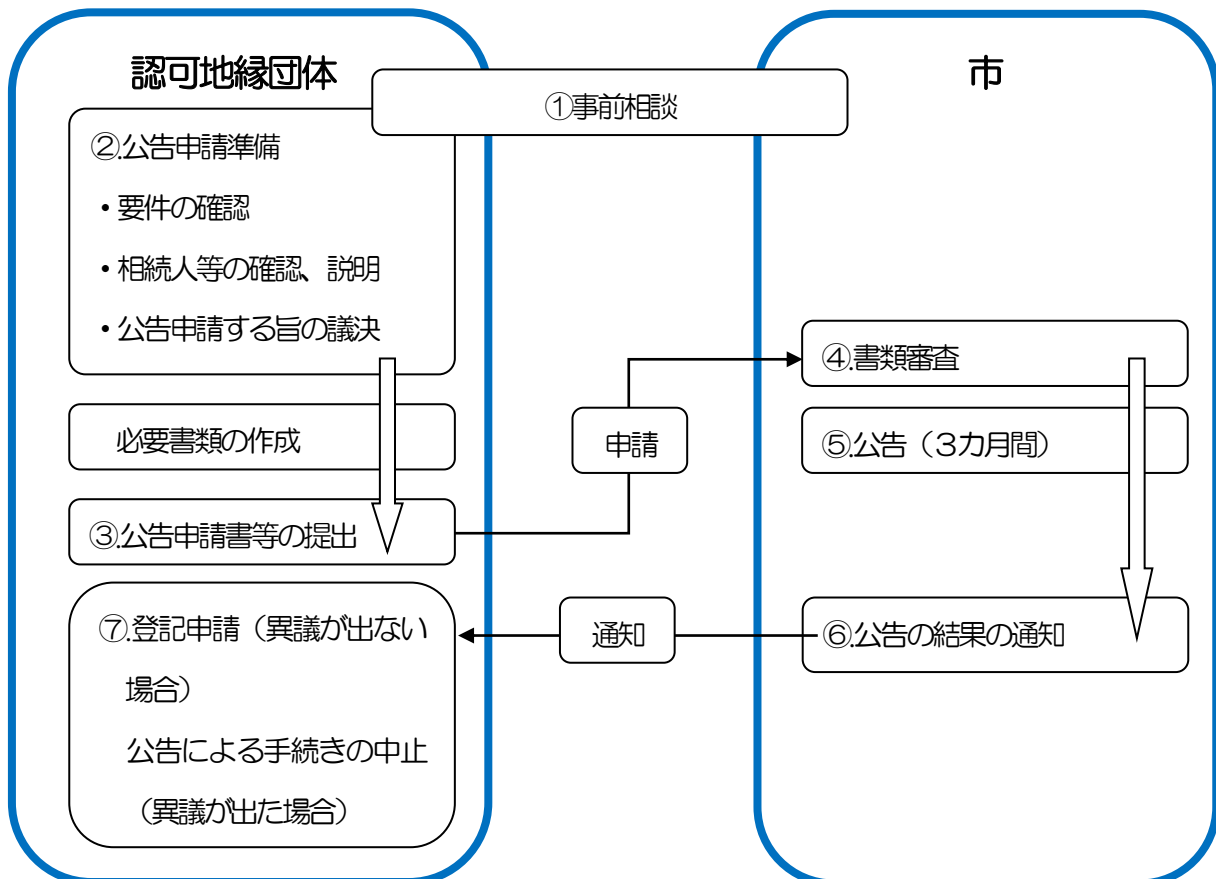 認可地縁団体
市
①事前相談
②.公告申請準備
・要件の確認
・相続人等の確認、説明
・公告申請する旨の議決
必要書類の作成
③.公告申請書等の提出
申請
④.書類審査
⑤.公告（３カ月間）
⑥.公告の結果の通知
通知
⑦.登記申請（異議が出ない
場合）
公告による手続きの中止
（異議が出た場合）